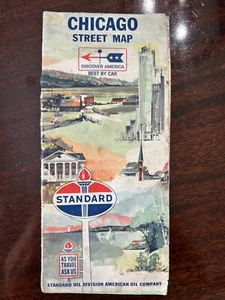 CHICAGO
STREET MAP
DISCOVER AMERICA
BEST BY CAR
STANDARD
AS YOU
TRAVEL
ASK US
STANDARD OIL DIVISION AMERICAN OIL COMPANY